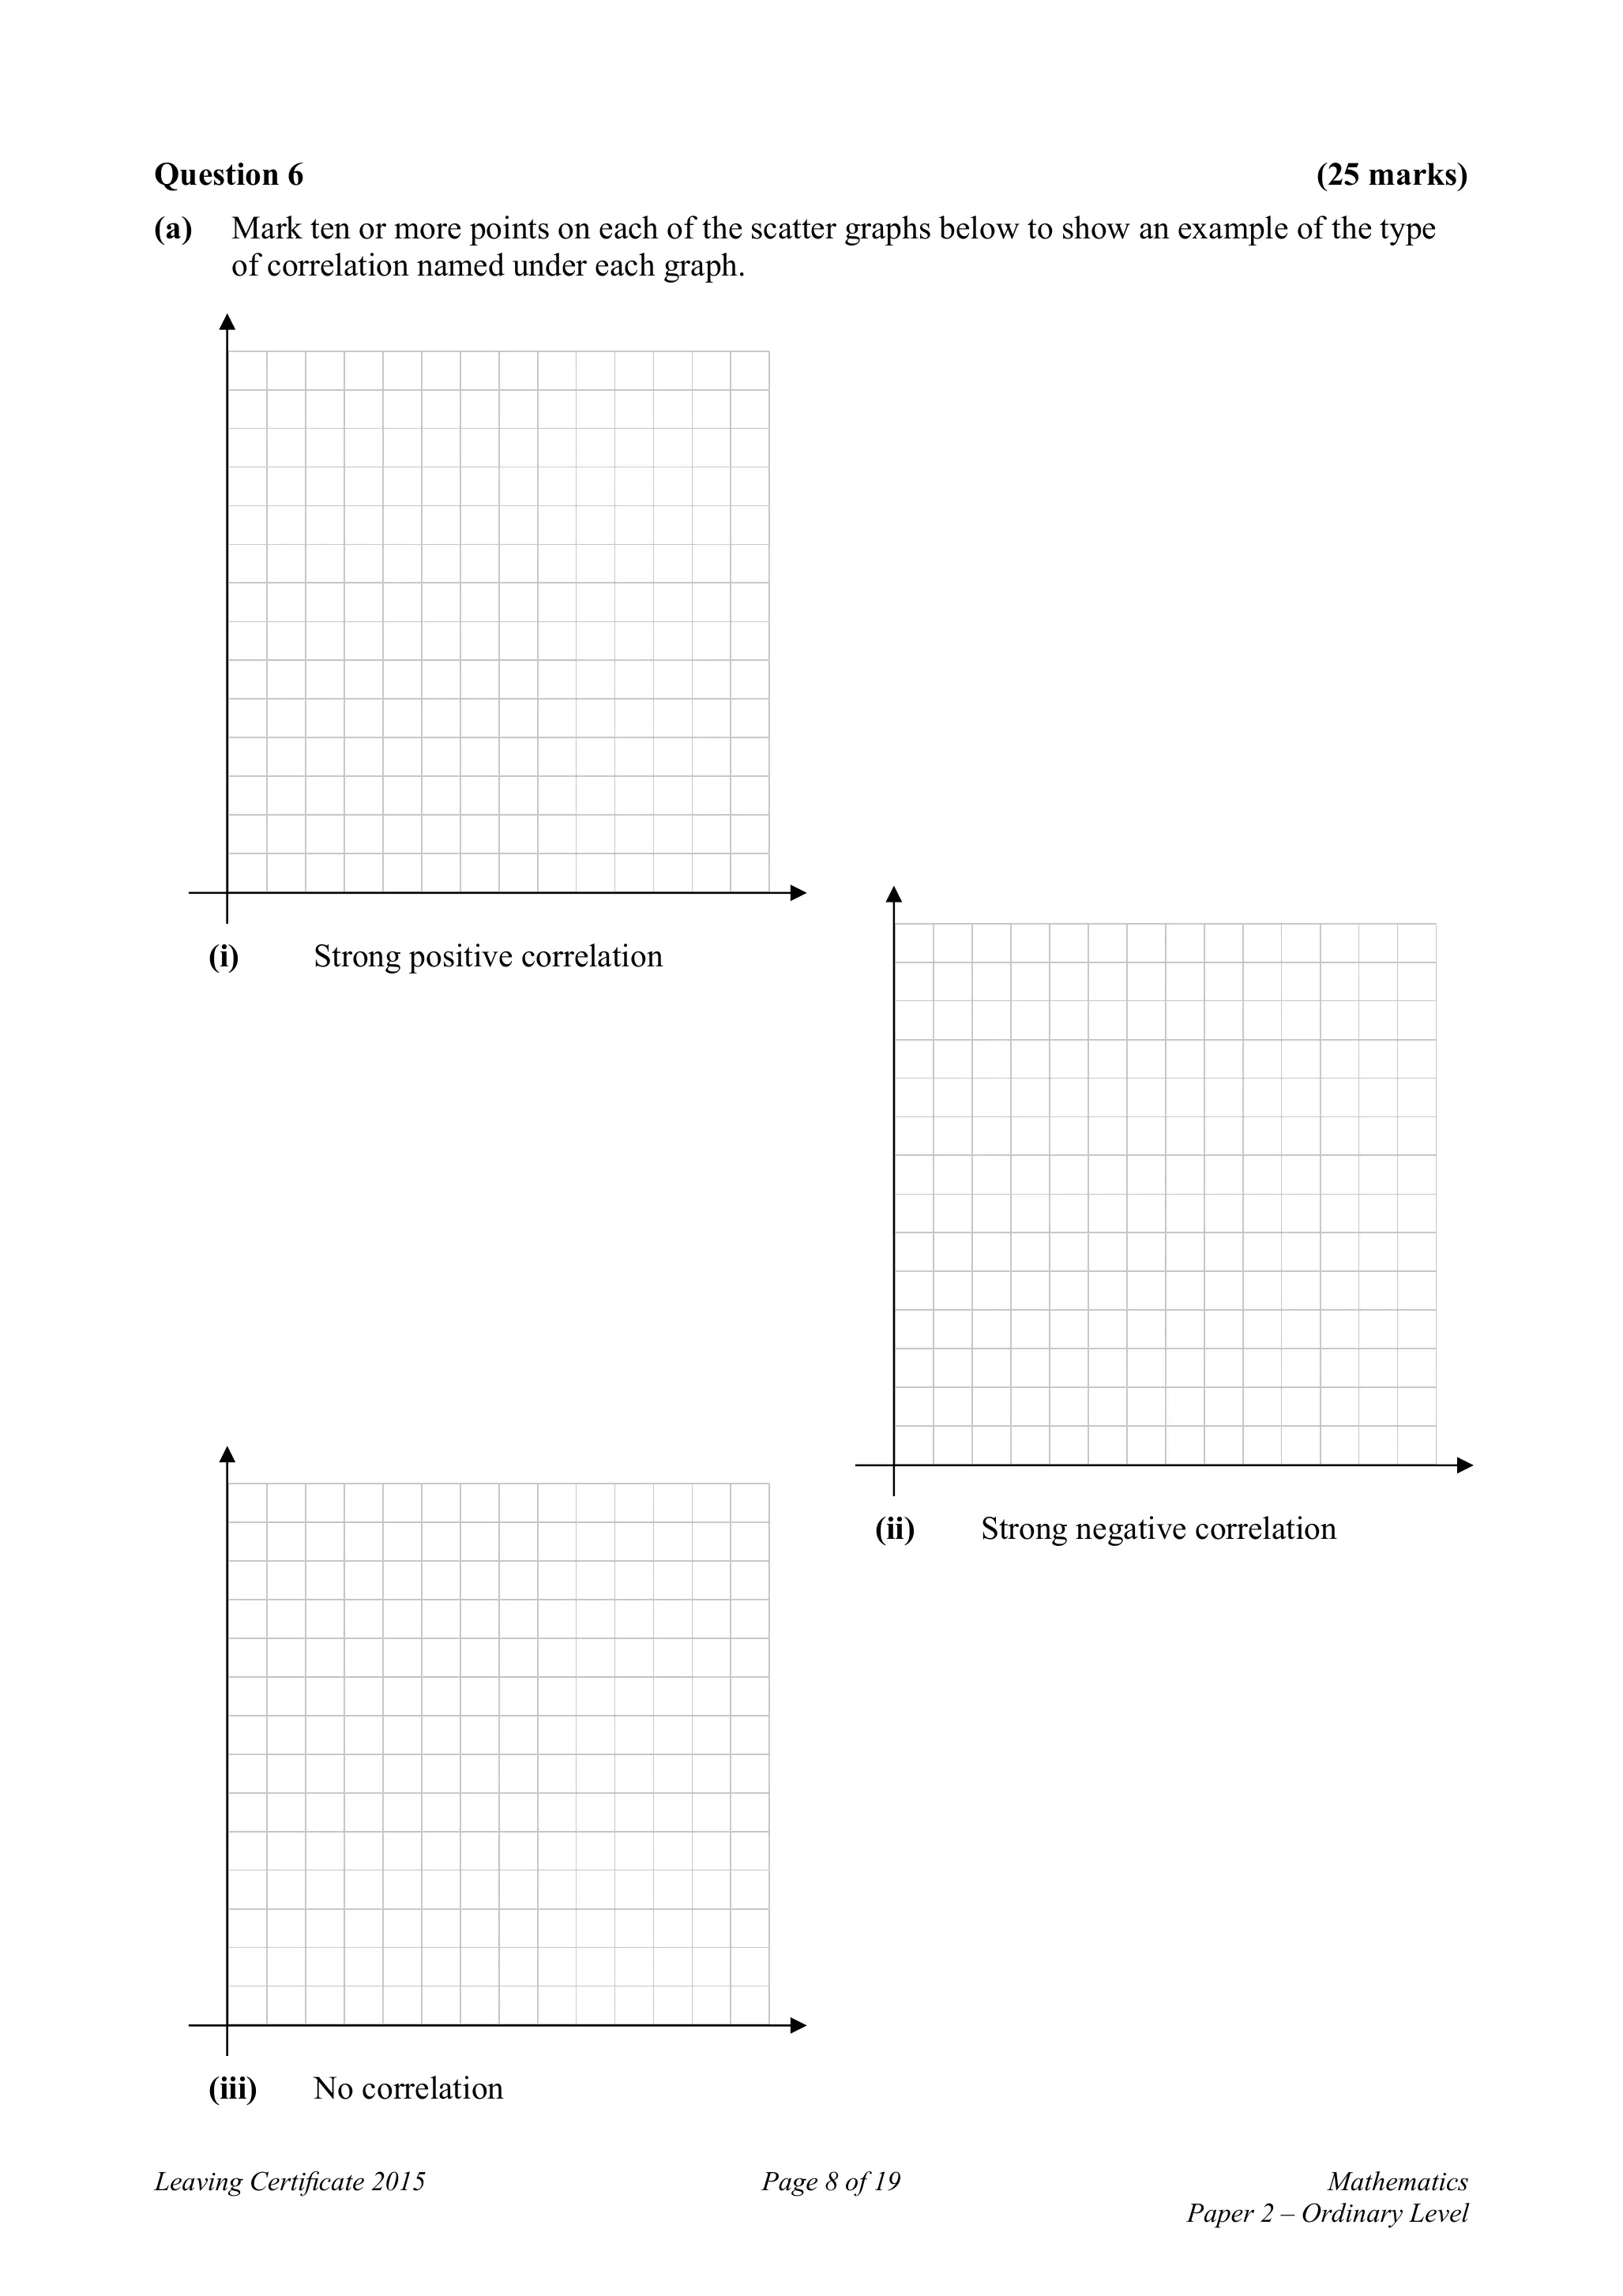 Question 6 (25 marks)
(a) Mark ten or more points on each of the scatter graphs below to show an example of the type
of correlation named under each graph.
(i) Strong positive correlation
(ii) Strong negative correlation
(iii) No correlation
Leaving Certificate 2015 Page 8 of 19 Mathematics
Paper 2 – Ordinary Level